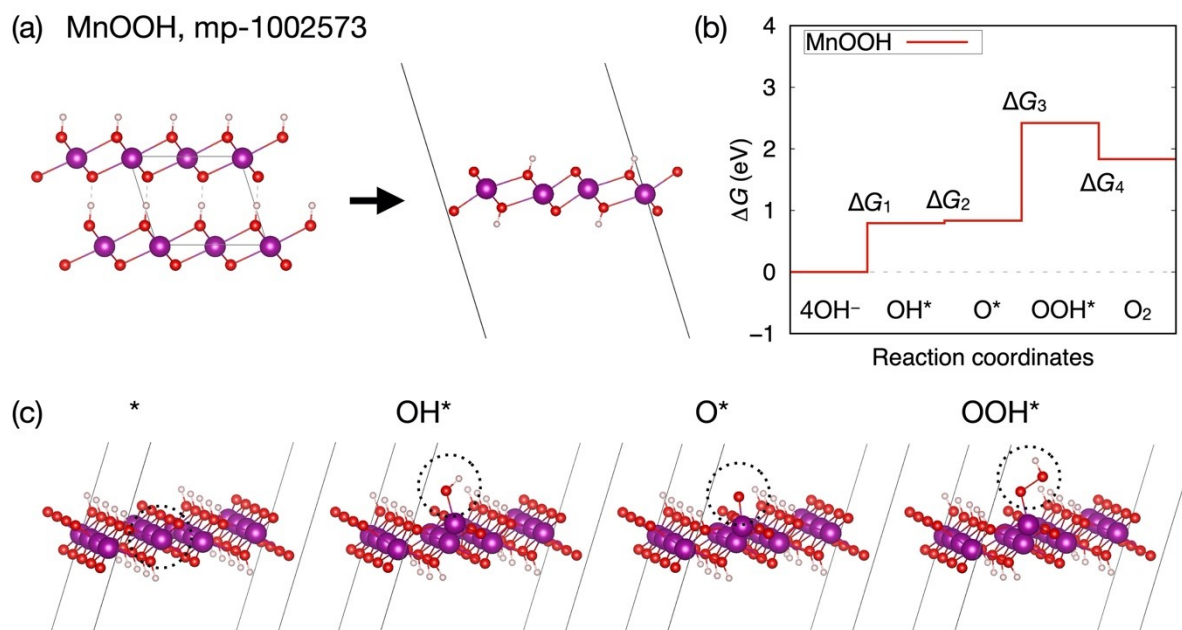 (a) MnOOH, mp-1002573
(b)
MnOOH
4
3
2
1
0
−1
ΔG (eV)
ΔG₁
ΔG₂
ΔG₃
ΔG₄
4OH⁻ OH* O* OOH* O₂
Reaction coordinates
(c) * OH* O* OOH*